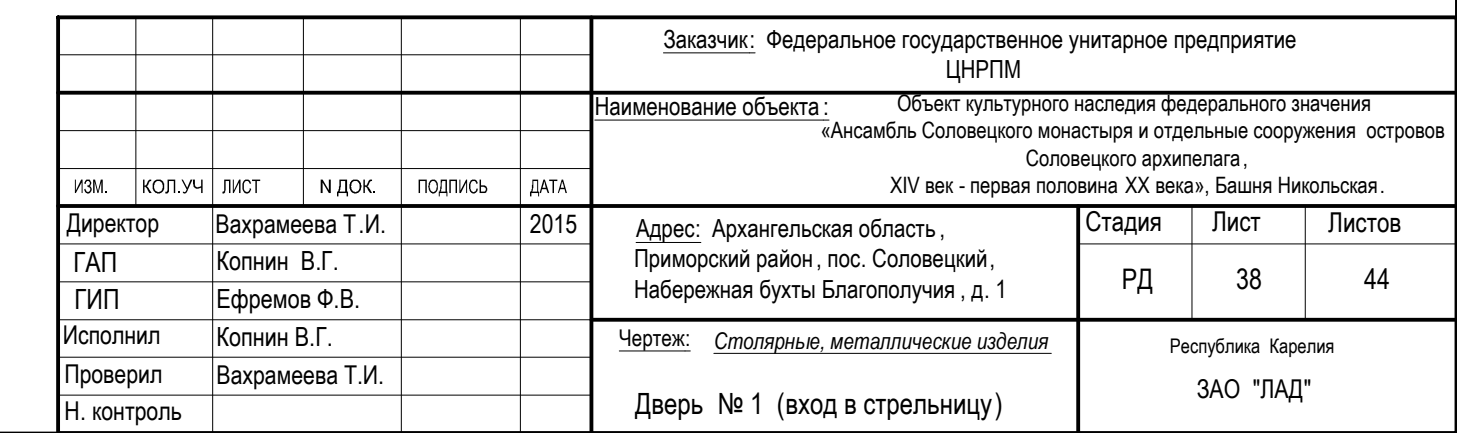 Заказчик: Федеральное государственное унитарное предприятие
ЦНРПМ
Наименование объекта: Объект культурного наследия федерального значения
«Ансамбль Соловецкого монастыря и отдельные сооружения островов
Соловецкого архипелага,
ИЗМ. КОЛ.УЧ ЛИСТ N ДОК. ПОДПИСЬ ДАТА XIV век - первая половина XX века», Башня Никольская.
Директор Вахрамеева Т.И. 2015 Адрес: Архангельская область, Стадия Лист Листов
ГАП Копнин В.Г. Приморский район, пос. Соловецкий,
ГИП Ефремов Ф.В. Набережная бухты Благополучия, д. 1 РД 38 44
Исполнил Копнин В.Г. Чертеж: Столярные, металлические изделия Республика Карелия
Проверил Вахрамеева Т.И. ЗАО "ЛАД"
Н. контроль Дверь № 1 (вход в стрельницу)